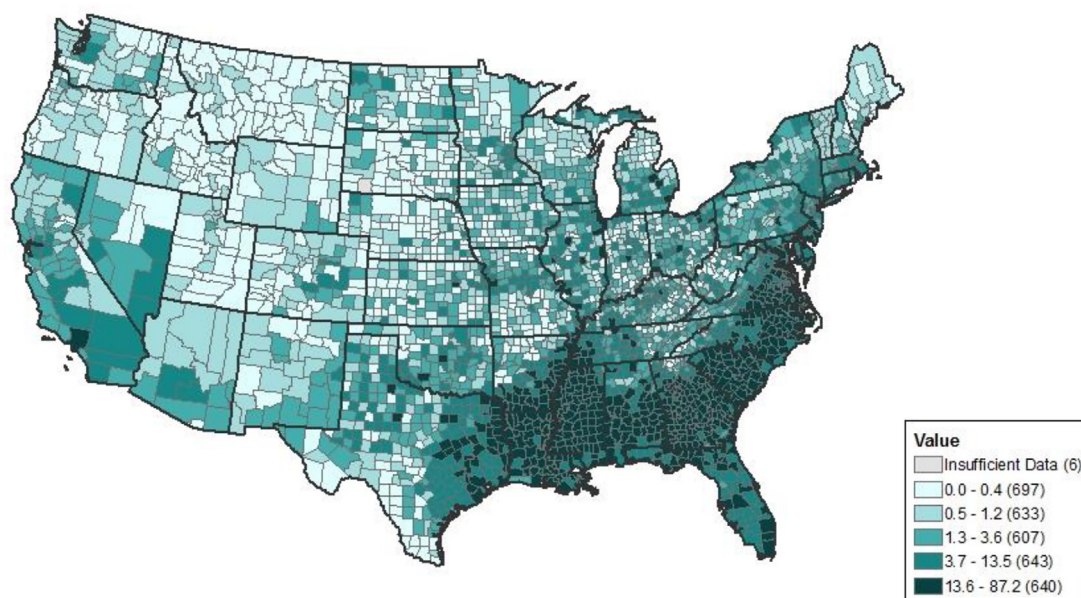 Value
Insufficient Data (6)
0.0 - 0.4 (697)
0.5 - 1.2 (633)
1.3 - 3.6 (607)
3.7 - 13.5 (643)
13.6 - 87.2 (640)